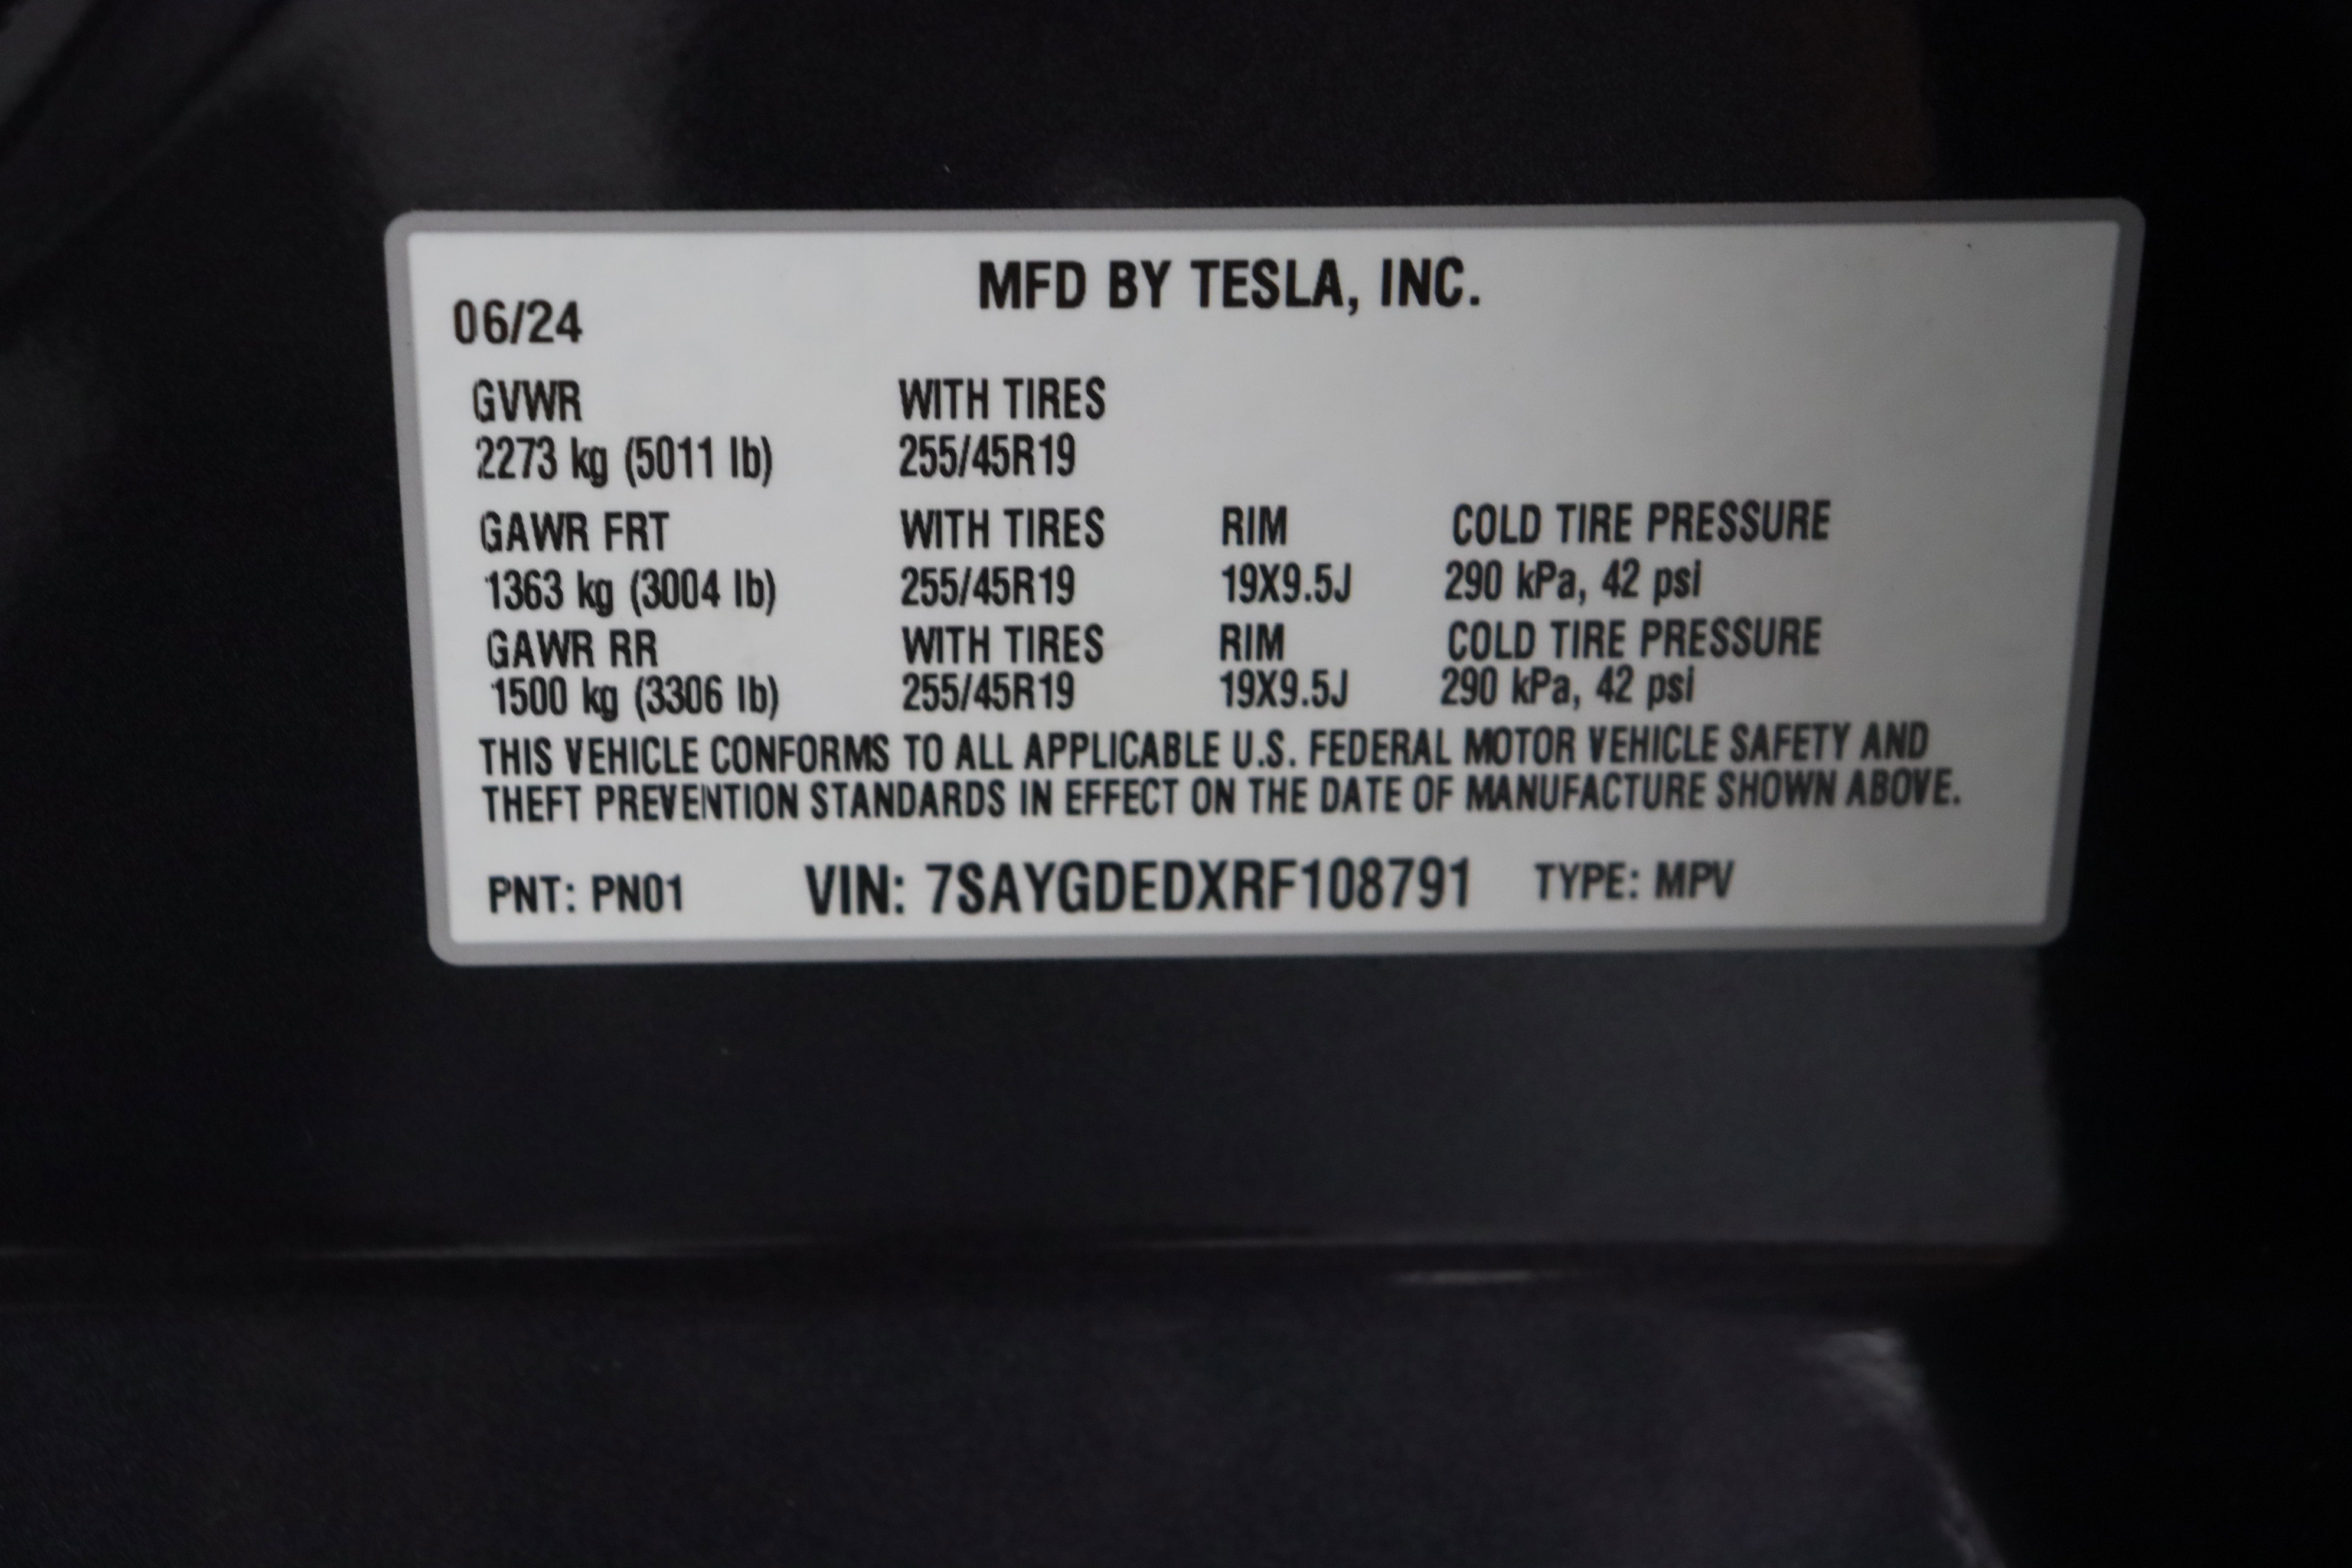 MFD BY TESLA, INC.
06/24
GVWR WITH TIRES
2273 kg (5011 lb) 255/45R19
GAWR FRT WITH TIRES RIM COLD TIRE PRESSURE
1363 kg (3004 lb) 255/45R19 19X9.5J 290 kPa, 42 psi
GAWR RR WITH TIRES RIM COLD TIRE PRESSURE
1500 kg (3306 lb) 255/45R19 19X9.5J 290 kPa, 42 psi
THIS VEHICLE CONFORMS TO ALL APPLICABLE U.S. FEDERAL MOTOR VEHICLE SAFETY AND
THEFT PREVENTION STANDARDS IN EFFECT ON THE DATE OF MANUFACTURE SHOWN ABOVE.
PNT: PN01 VIN: 7SAYGDEDXRF108791 TYPE: MPV